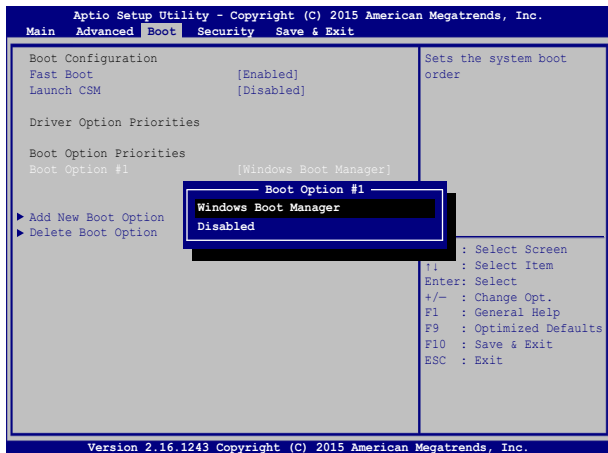 Aptio Setup Utility - Copyright (C) 2015 American Megatrends, Inc.
Main Advanced Boot Security Save & Exit
Boot Configuration
Fast Boot [Enabled]
Launch CSM [Disabled]
Driver Option Priorities
Boot Option Priorities
Boot Option #1 [Windows Boot Manager]
Add New Boot Option
Delete Boot Option
Boot Option #1
Windows Boot Manager
Disabled
Sets the system boot
order
: Select Screen
↑↓ : Select Item
Enter: Select
+/— : Change Opt.
F1 : General Help
F9 : Optimized Defaults
F10 : Save & Exit
ESC : Exit
Version 2.16.1243 Copyright (C) 2015 American Megatrends, Inc.